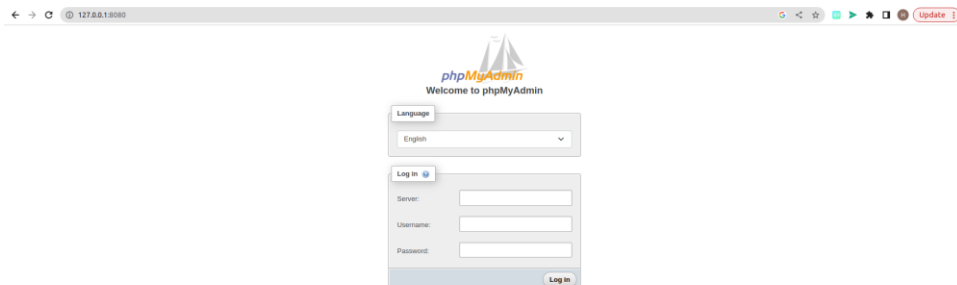 127.0.0.1:8080
G
H
Update
phpMyAdmin
Welcome to phpMyAdmin
Language
English
Log in
Server:
Username:
Password:
Log in